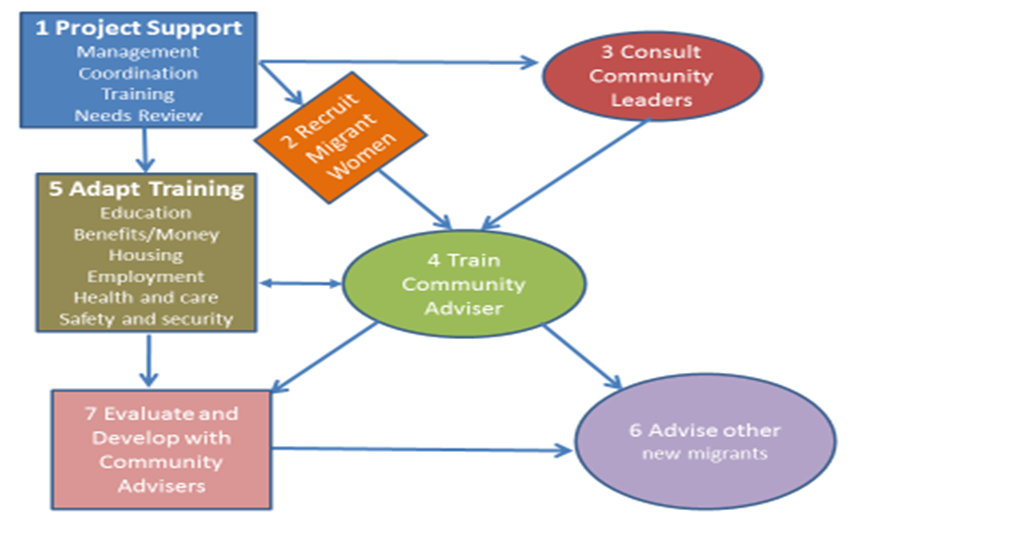 1 Project Support
Management
Coordination
Training
Needs Review
2 Recruit
Migrant
Women
3 Consult
Community
Leaders
4 Train
Community
Adviser
5 Adapt Training
Education
Benefits/Money
Housing
Employment
Health and care
Safety and security
6 Advise other
new migrants
7 Evaluate and
Develop with
Community
Advisers